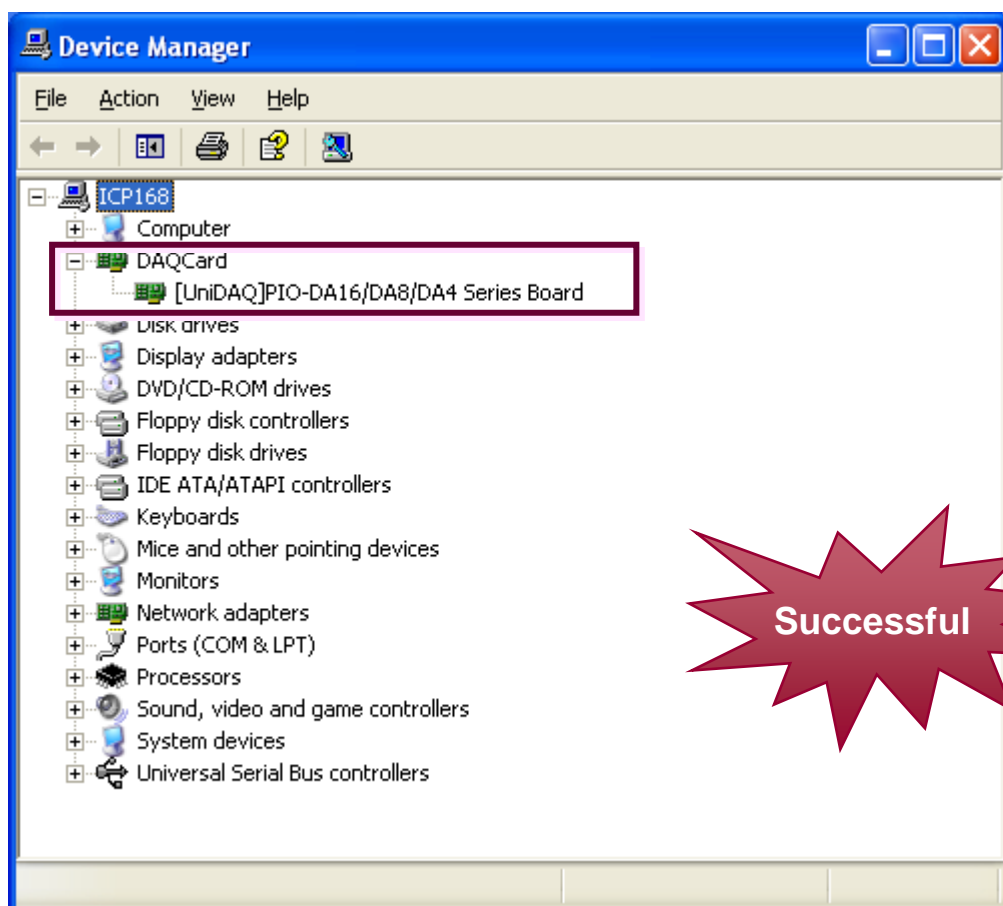 Device Manager
File Action View Help
ICP168
Computer
DAQCard
[UniDAQ]PIO-DA16/DA8/DA4 Series Board
Disk drives
Display adapters
DVD/CD-ROM drives
Floppy disk controllers
Floppy disk drives
IDE ATA/ATAPI controllers
Keyboards
Mice and other pointing devices
Monitors
Network adapters
Ports (COM & LPT)
Processors
Sound, video and game controllers
System devices
Universal Serial Bus controllers
Successful